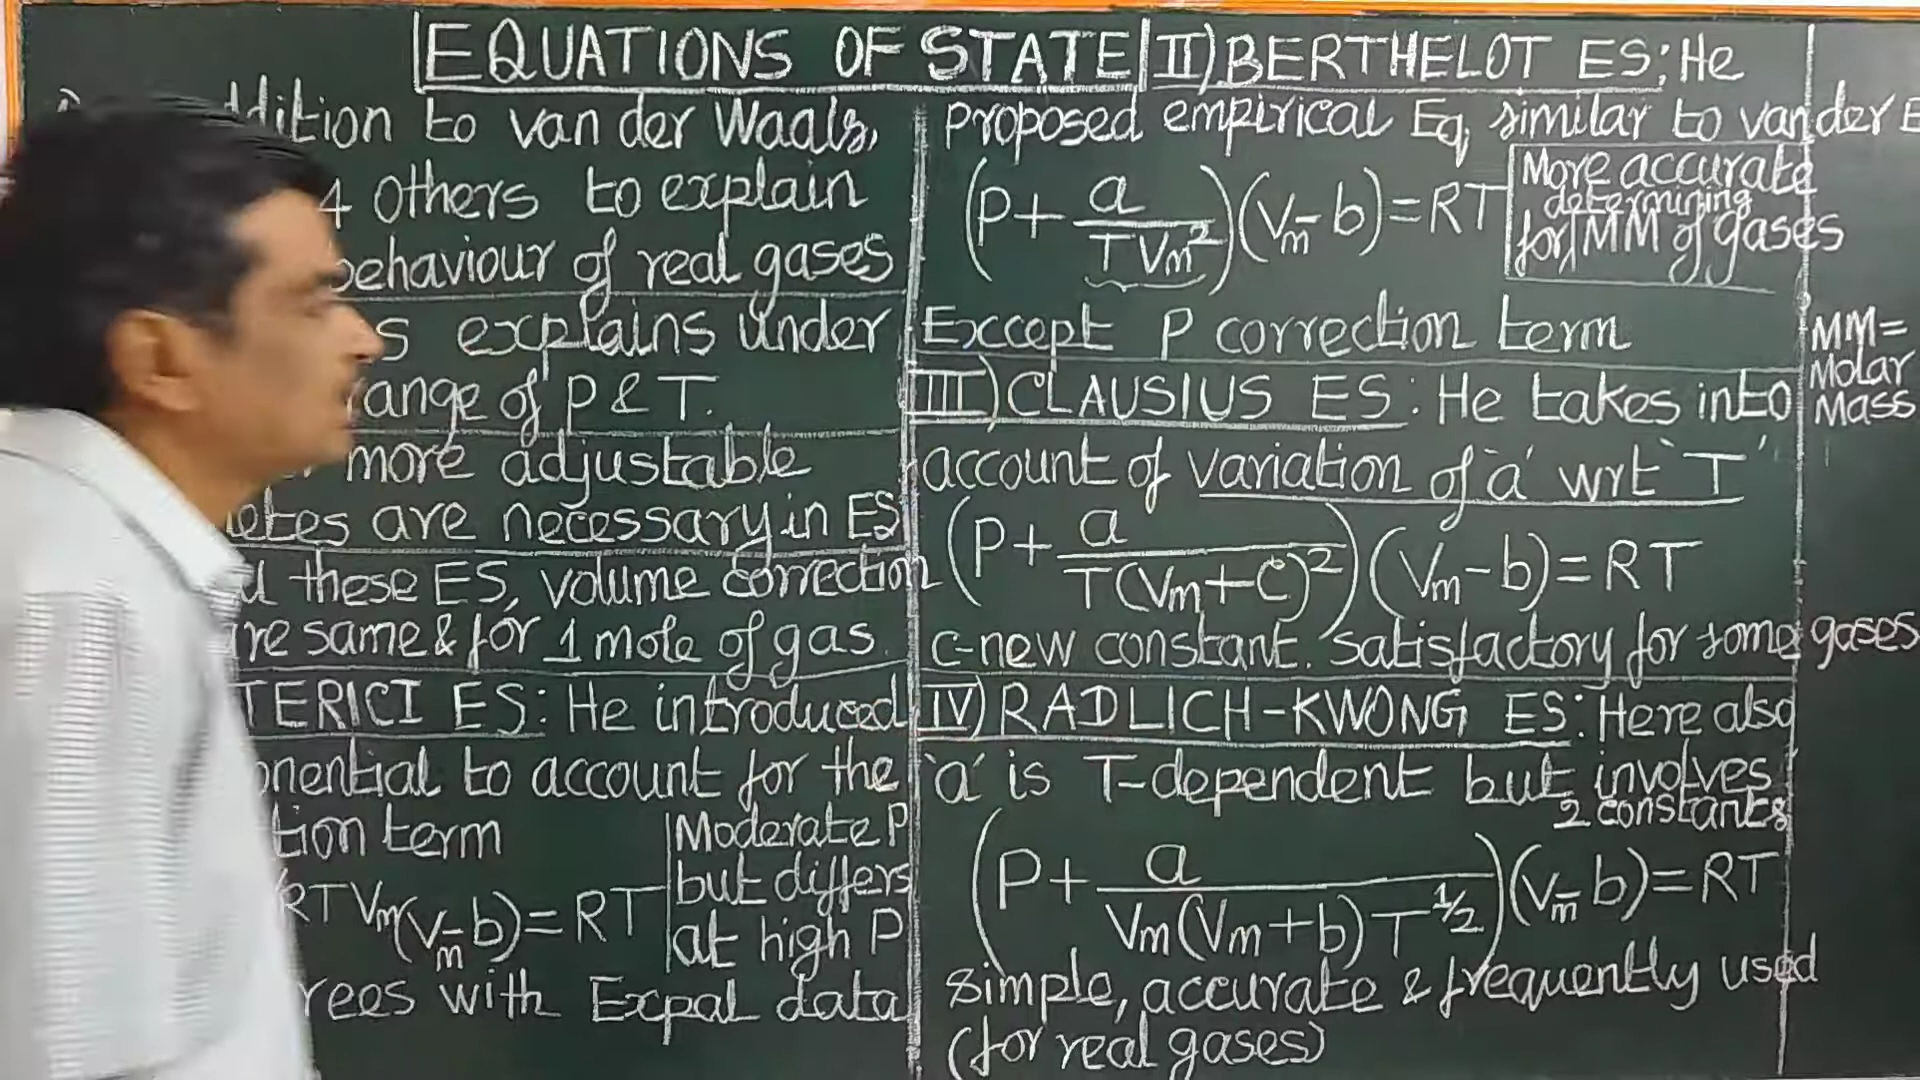 EQUATIONS OF STATE
dition to van der Waals,
4 others to explain
behaviour of real gases
s explains under
range of P & T.
more adjustable
etes are necessary in ES
these ES, volume correction
re same & for 1 mole of gas.
TERICI ES: He introduced
onential to account for the
tion term
RTVm (Vm-b)=RT
Moderate P
but differs
at high P
rees with Expal data
II) BERTHELOT ES: He
proposed empirical Eq. similar to van der E
(P+ a/TVm²)(Vm-b)=RT
More accurate
determining
for MM of gases
Except P correction term
MM=
Molar
Mass
III) CLAUSIUS ES: He takes into
account of variation of 'a' wrt 'T'
(P+ a/T(Vm+C)²)(Vm-b)=RT
C-new constant. satisfactory for some gases
IV) RADLICH-KWONG ES: Here also
'a' is T-dependent but involves
2 constants
(P+ a/Vm(Vm+b)T^1/2)(Vm-b)=RT
simple, accurate & frequently used
(for real gases)